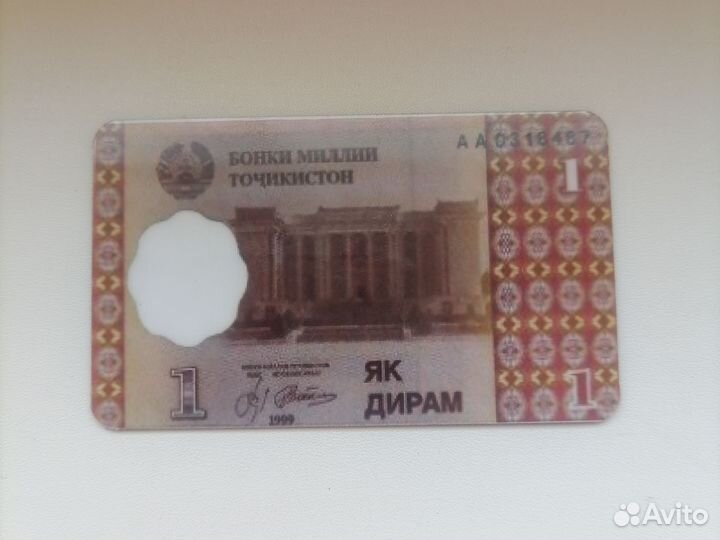 БОНКИ МИЛЛИИ
ТОҶИКИСТОН
АА 0316487
1
1
ЯК
ДИРАМ
1999
1
Avito